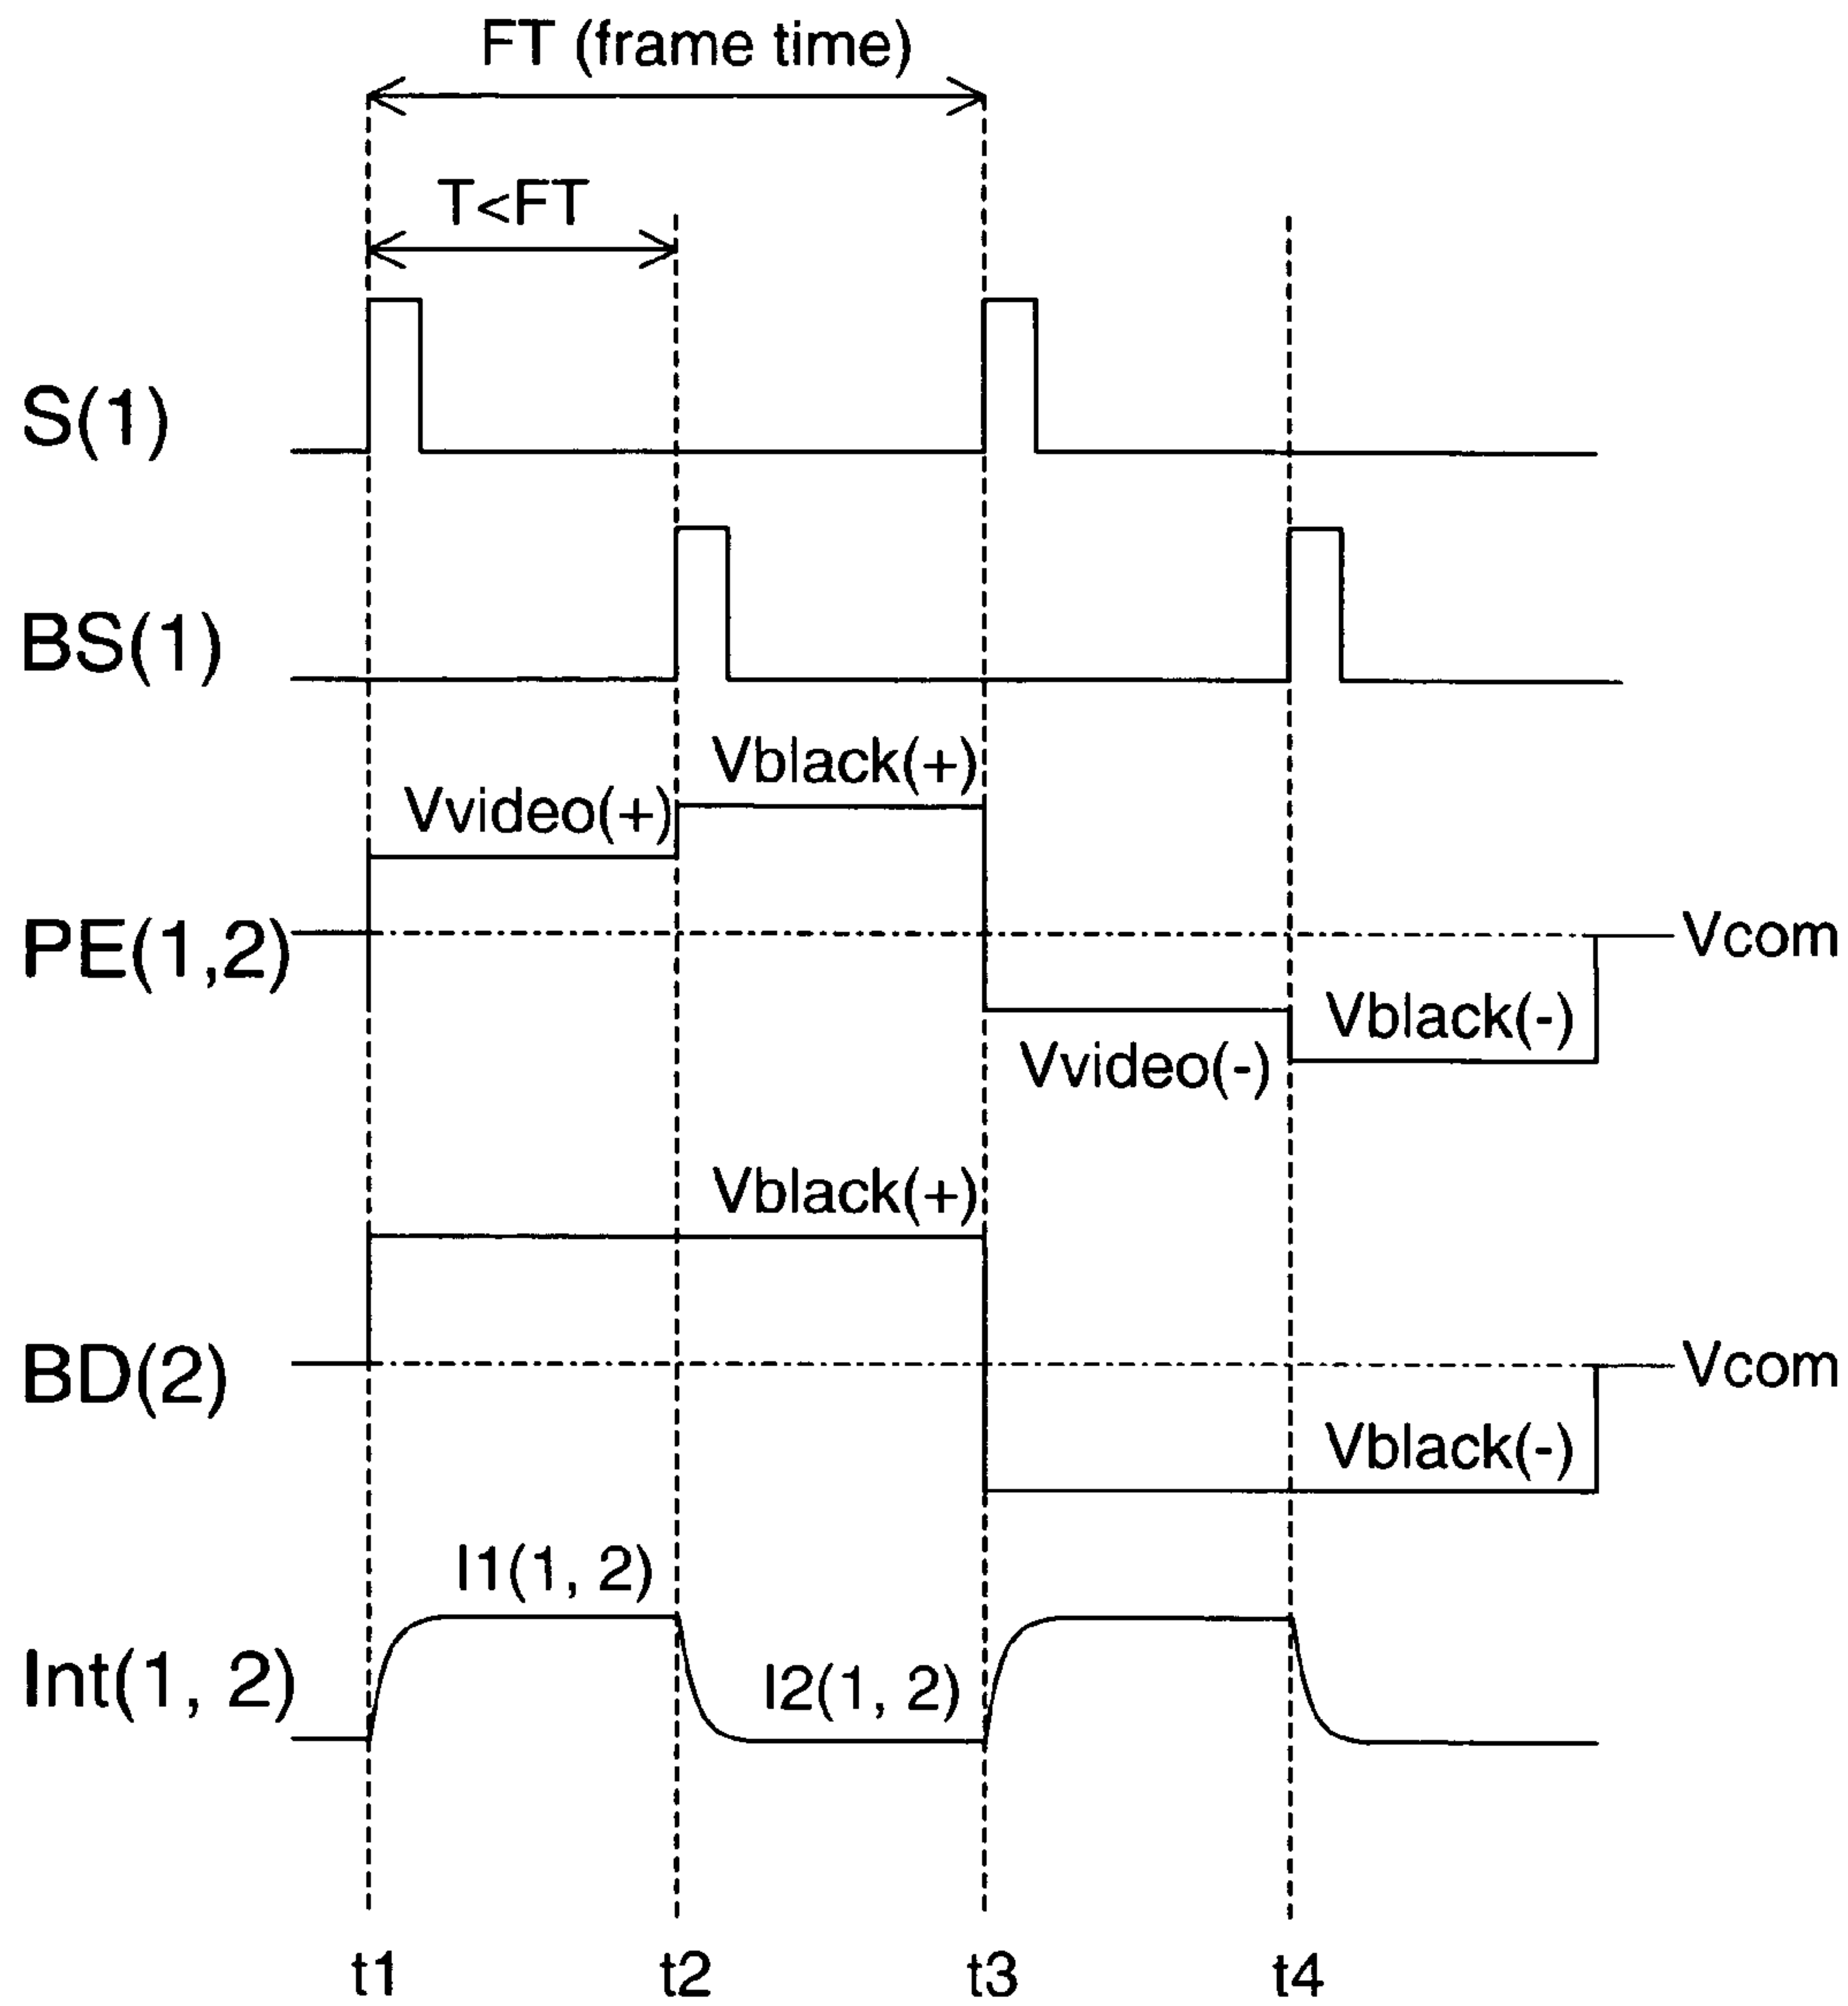 FT (frame time)
T<FT
S(1)
BS(1)
Vblack(+)
Vvideo(+)
PE(1,2)
Vcom
Vblack(-)
Vvideo(-)
Vblack(+)
BD(2)
Vcom
Vblack(-)
I1(1, 2)
Int(1, 2)
I2(1, 2)
t1 t2 t3 t4